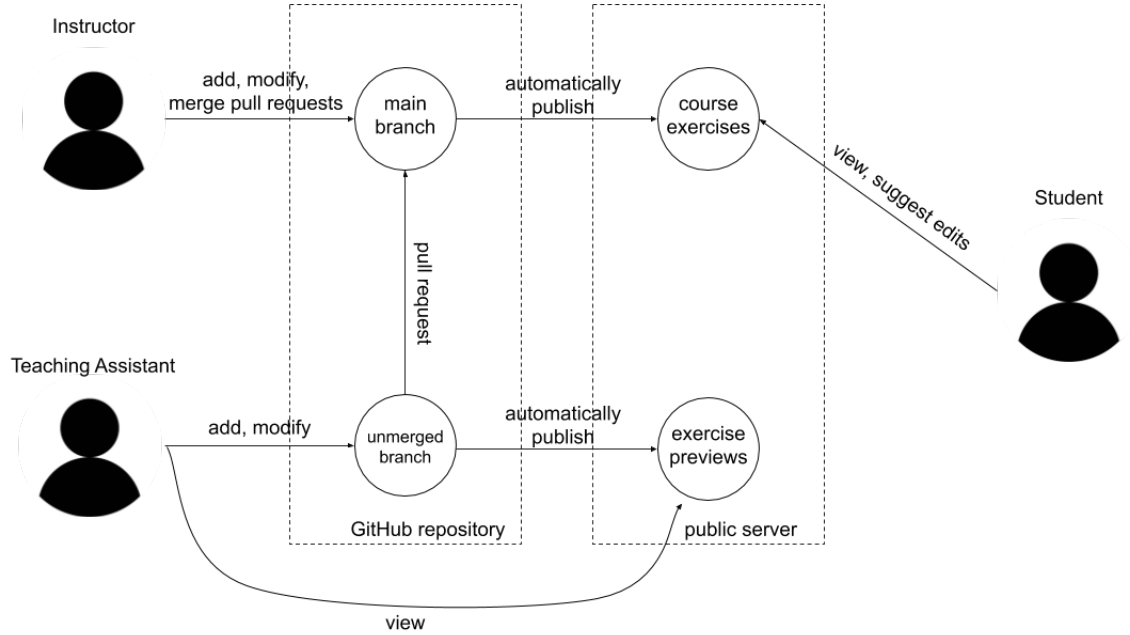 Instructor
add, modify,
merge pull requests
main
branch
automatically
publish
course
exercises
view, suggest edits
Student
pull request
Teaching Assistant
add, modify
unmerged
branch
automatically
publish
exercise
previews
GitHub repository
public server
view